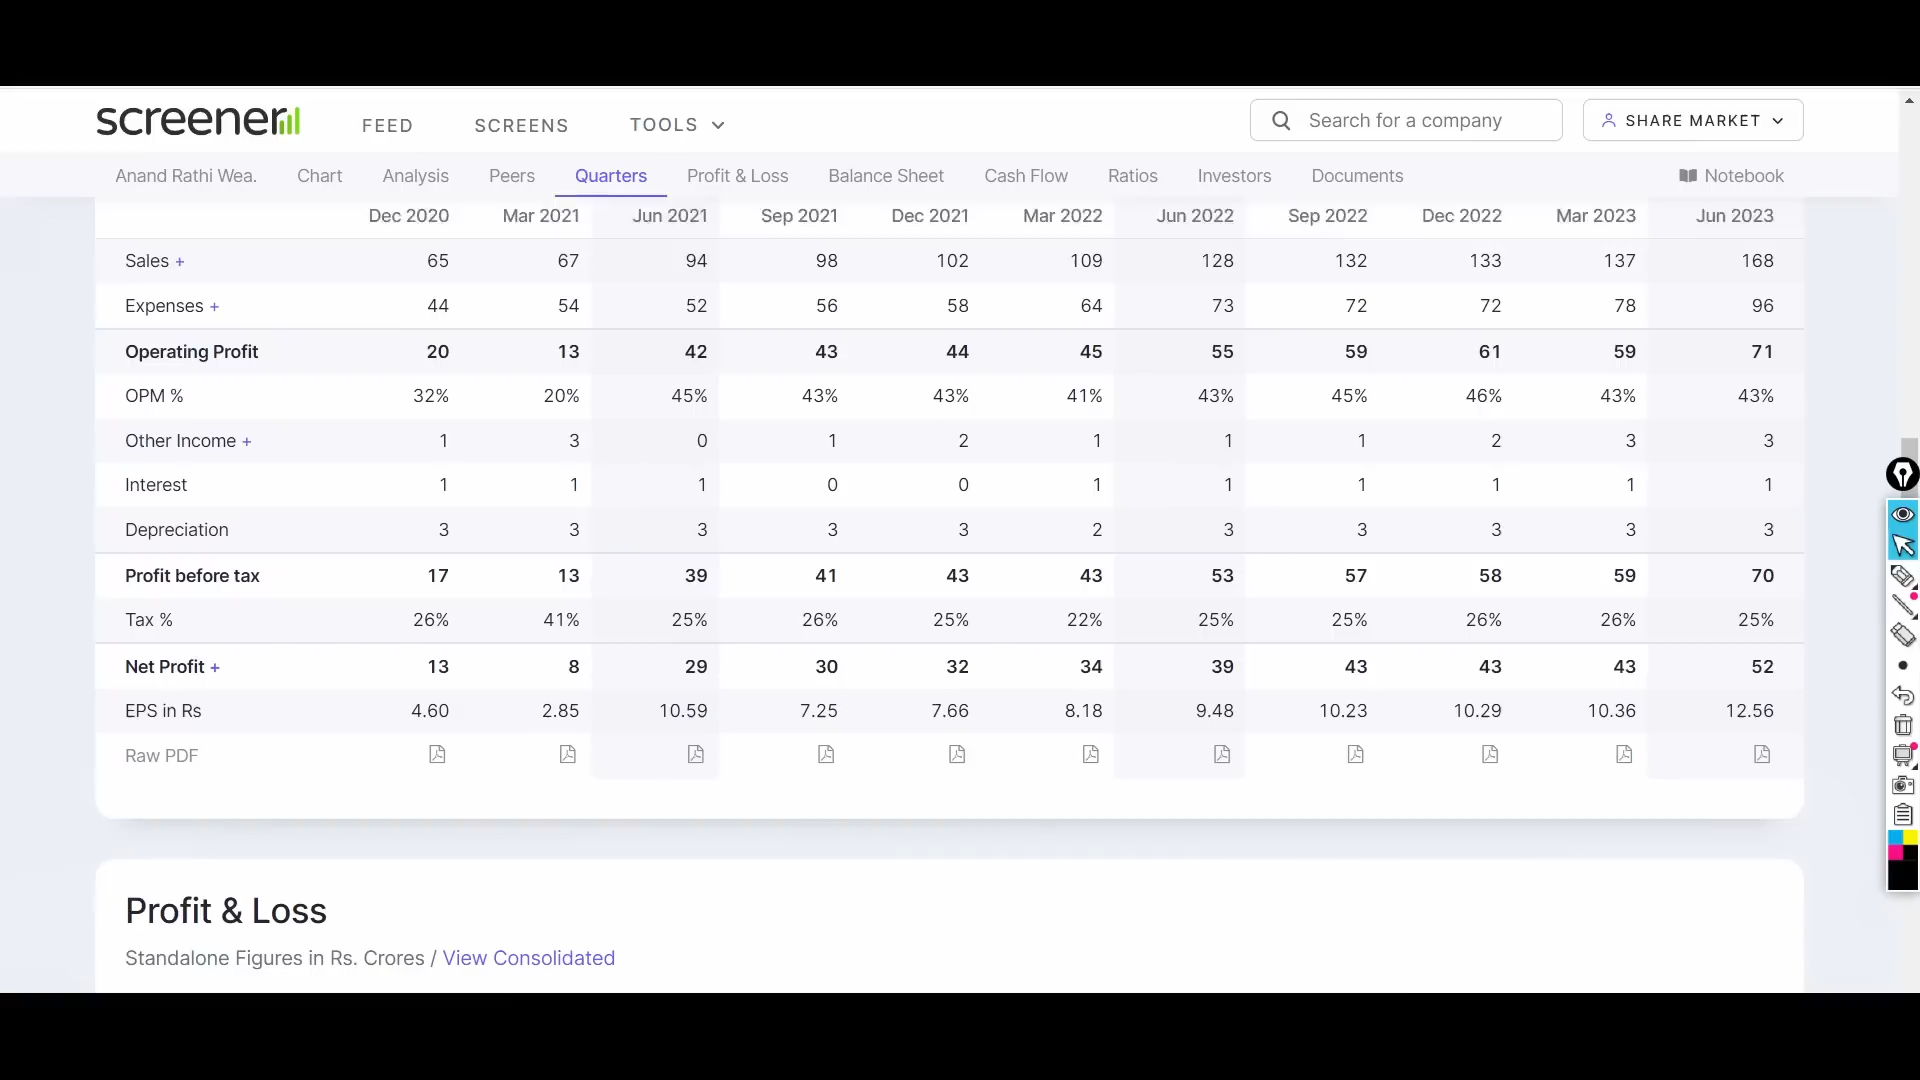 screener FEED SCREENS TOOLS Search for a company SHARE MARKET
Anand Rathi Wea. Chart Analysis Peers Quarters Profit & Loss Balance Sheet Cash Flow Ratios Investors Documents Notebook
Dec 2020 Mar 2021 Jun 2021 Sep 2021 Dec 2021 Mar 2022 Jun 2022 Sep 2022 Dec 2022 Mar 2023 Jun 2023
Sales + 65 67 94 98 102 109 128 132 133 137 168
Expenses + 44 54 52 56 58 64 73 72 72 78 96
Operating Profit 20 13 42 43 44 45 55 59 61 59 71
OPM % 32% 20% 45% 43% 43% 41% 43% 45% 46% 43% 43%
Other Income + 1 3 0 1 2 1 1 1 2 3 3
Interest 1 1 1 0 0 1 1 1 1 1 1
Depreciation 3 3 3 3 3 2 3 3 3 3 3
Profit before tax 17 13 39 41 43 43 53 57 58 59 70
Tax % 26% 41% 25% 26% 25% 22% 25% 25% 26% 26% 25%
Net Profit + 13 8 29 30 32 34 39 43 43 43 52
EPS in Rs 4.60 2.85 10.59 7.25 7.66 8.18 9.48 10.23 10.29 10.36 12.56
Raw PDF
Profit & Loss
Standalone Figures in Rs. Crores / View Consolidated